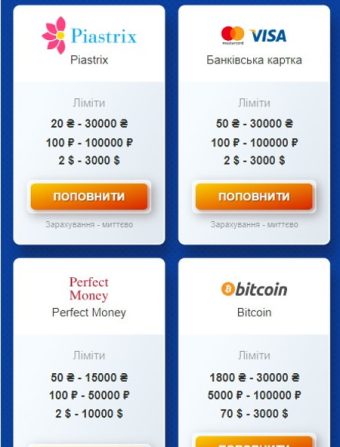 Piastrix
Piastrix
Ліміти
20 ₴ - 30000 ₴
100 ₽ - 100000 ₽
2 $ - 3000 $
ПОПОВНИТИ
Зарахування - миттєво
VISA
Банківська картка
Ліміти
50 ₴ - 30000 ₴
100 ₽ - 100000 ₽
2 $ - 3000 $
ПОПОВНИТИ
Зарахування - миттєво
Perfect
Money
Perfect Money
Ліміти
50 ₴ - 15000 ₴
100 ₽ - 50000 ₽
2 $ - 10000 $
bitcoin
Bitcoin
Ліміти
1800 ₴ - 30000 ₴
5000 ₽ - 100000 ₽
70 $ - 3000 $
ПОПОВНИТИ